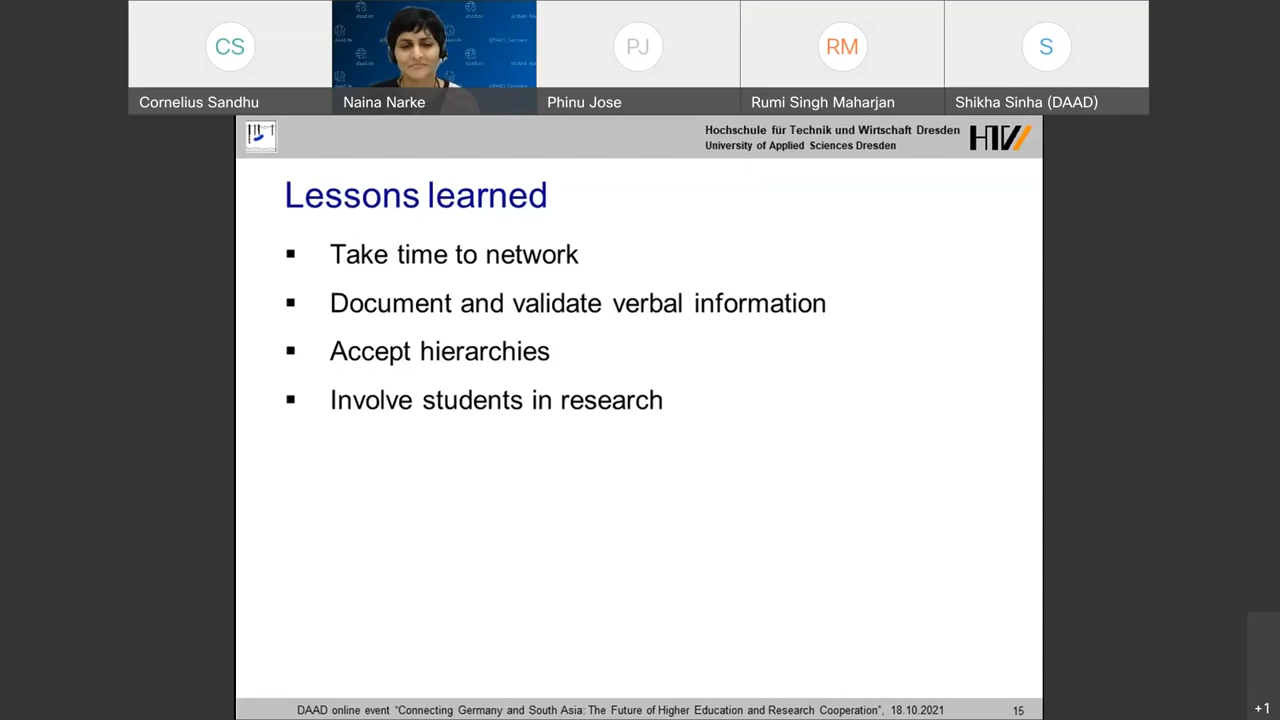 CS
PJ
RM
S
Cornelius Sandhu
Naina Narke
Phinu Jose
Rumi Singh Maharjan
Shikha Sinha (DAAD)
Hochschule für Technik und Wirtschaft Dresden
University of Applied Sciences Dresden
HTW
Lessons learned
▪ Take time to network
▪ Document and validate verbal information
▪ Accept hierarchies
▪ Involve students in research
DAAD online event "Connecting Germany and South Asia: The Future of Higher Education and Research Cooperation", 18.10.2021
15
+1